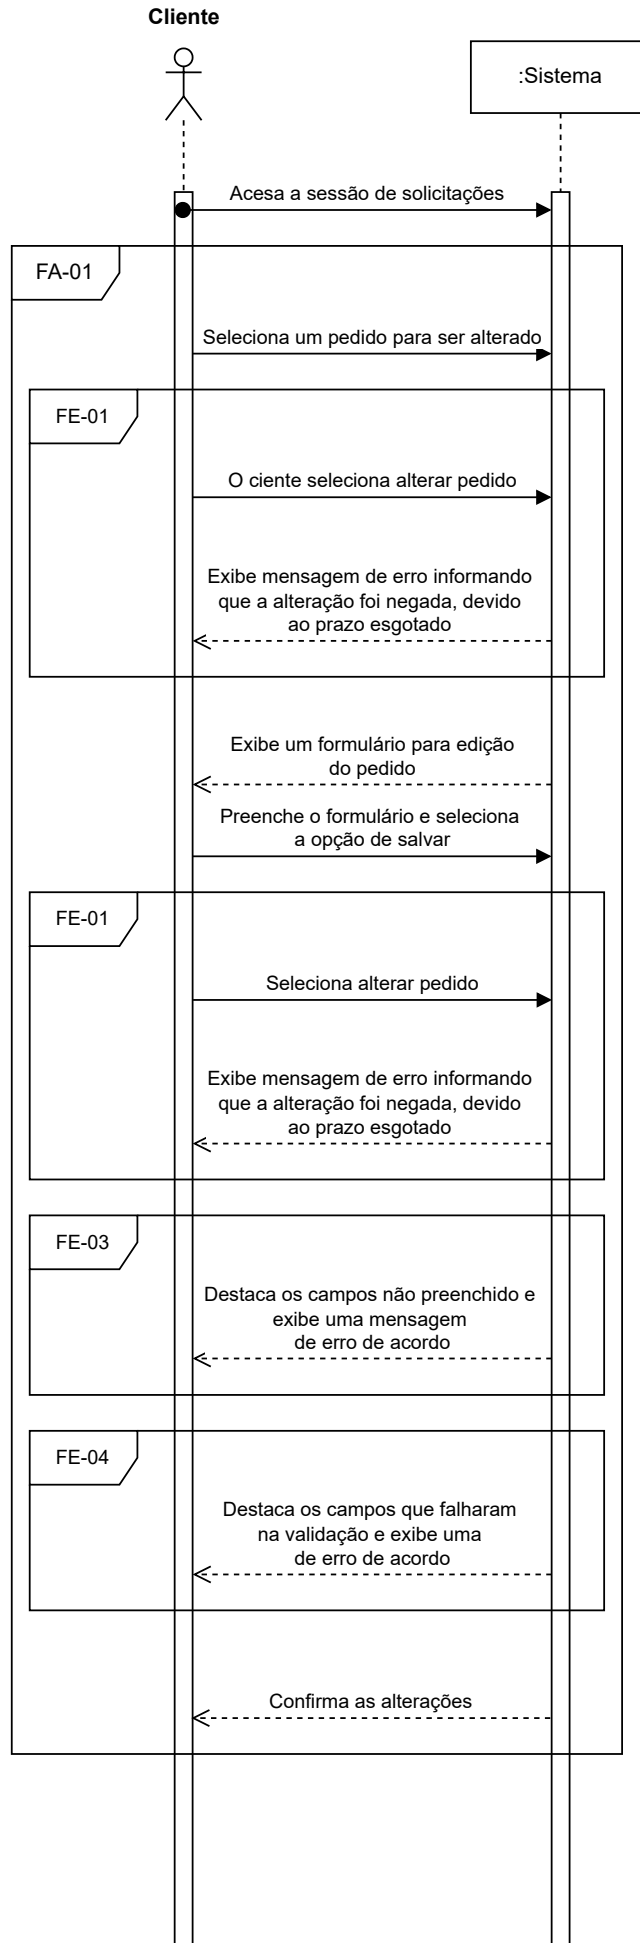 Cliente
:Sistema
Acesa a sessão de solicitações
FA-01
Seleciona um pedido para ser alterado
FE-01
O ciente seleciona alterar pedido
Exibe mensagem de erro informando
que a alteração foi negada, devido
ao prazo esgotado
Exibe um formulário para edição
do pedido
Preenche o formulário e seleciona
a opção de salvar
FE-01
Seleciona alterar pedido
Exibe mensagem de erro informando
que a alteração foi negada, devido
ao prazo esgotado
FE-03
Destaca os campos não preenchido e
exibe uma mensagem
de erro de acordo
FE-04
Destaca os campos que falharam
na validação e exibe uma
de erro de acordo
Confirma as alterações